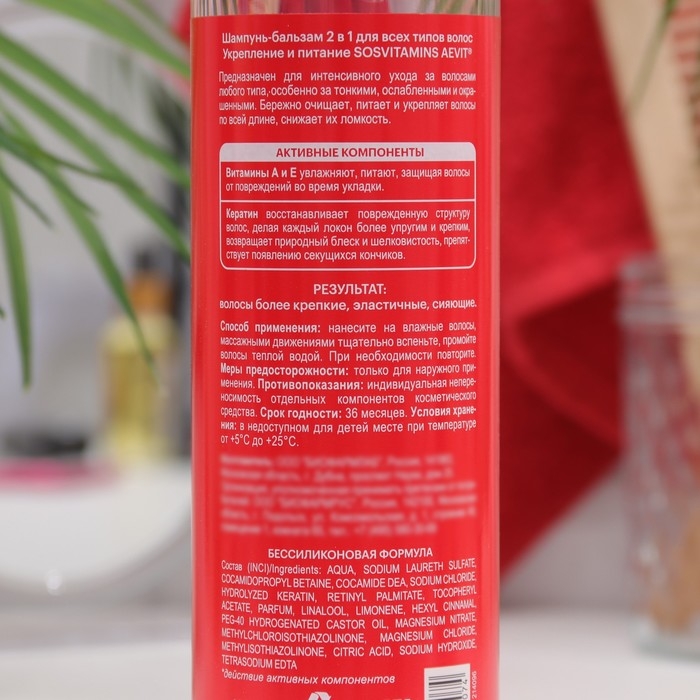 Шампунь-бальзам 2 в 1 для всех типов волос
Укрепление и питание SOSVITAMINS AEVIT®
Предназначен для интенсивного ухода за волосами
любого типа, особенно за тонкими, ослабленными и окра-
шенными. Бережно очищает, питает и укрепляет волосы
по всей длине, снижает их ломкость.
АКТИВНЫЕ КОМПОНЕНТЫ
Витамины А и Е увлажняют, питают, защищая волосы
от повреждений во время укладки.
Кератин восстанавливает поврежденную структуру
волос, делая каждый локон более упругим и крепким,
возвращает природный блеск и шелковистость, препят-
ствует появлению секущихся кончиков.
РЕЗУЛЬТАТ:
волосы более крепкие, эластичные, сияющие.
Способ применения: нанесите на влажные волосы,
массажными движениями тщательно вспеньте, промойте
волосы теплой водой. При необходимости повторите.
Меры предосторожности: только для наружного при-
менения. Противопоказания: индивидуальная непере-
носимость отдельных компонентов косметического
средства. Срок годности: 36 месяцев. Условия хране-
ния: в недоступном для детей месте при температуре
от +5°С до +25°С.
БЕССИЛИКОНОВАЯ ФОРМУЛА
Состав (INCI)/Ingredients: AQUA, SODIUM LAURETH SULFATE,
COCAMIDOPROPYL BETAINE, COCAMIDE DEA, SODIUM CHLORIDE,
HYDROLYZED KERATIN, RETINYL PALMITATE, TOCOPHERYL
ACETATE, PARFUM, LINALOOL, LIMONENE, HEXYL CINNAMAL,
PEG-40 HYDROGENATED CASTOR OIL, MAGNESIUM NITRATE,
METHYLCHLOROISOTHIAZOLINONE, MAGNESIUM CHLORIDE,
METHYLISOTHIAZOLINONE, CITRIC ACID, SODIUM HYDROXIDE,
TETRASODIUM EDTA
*действие активных компонентов